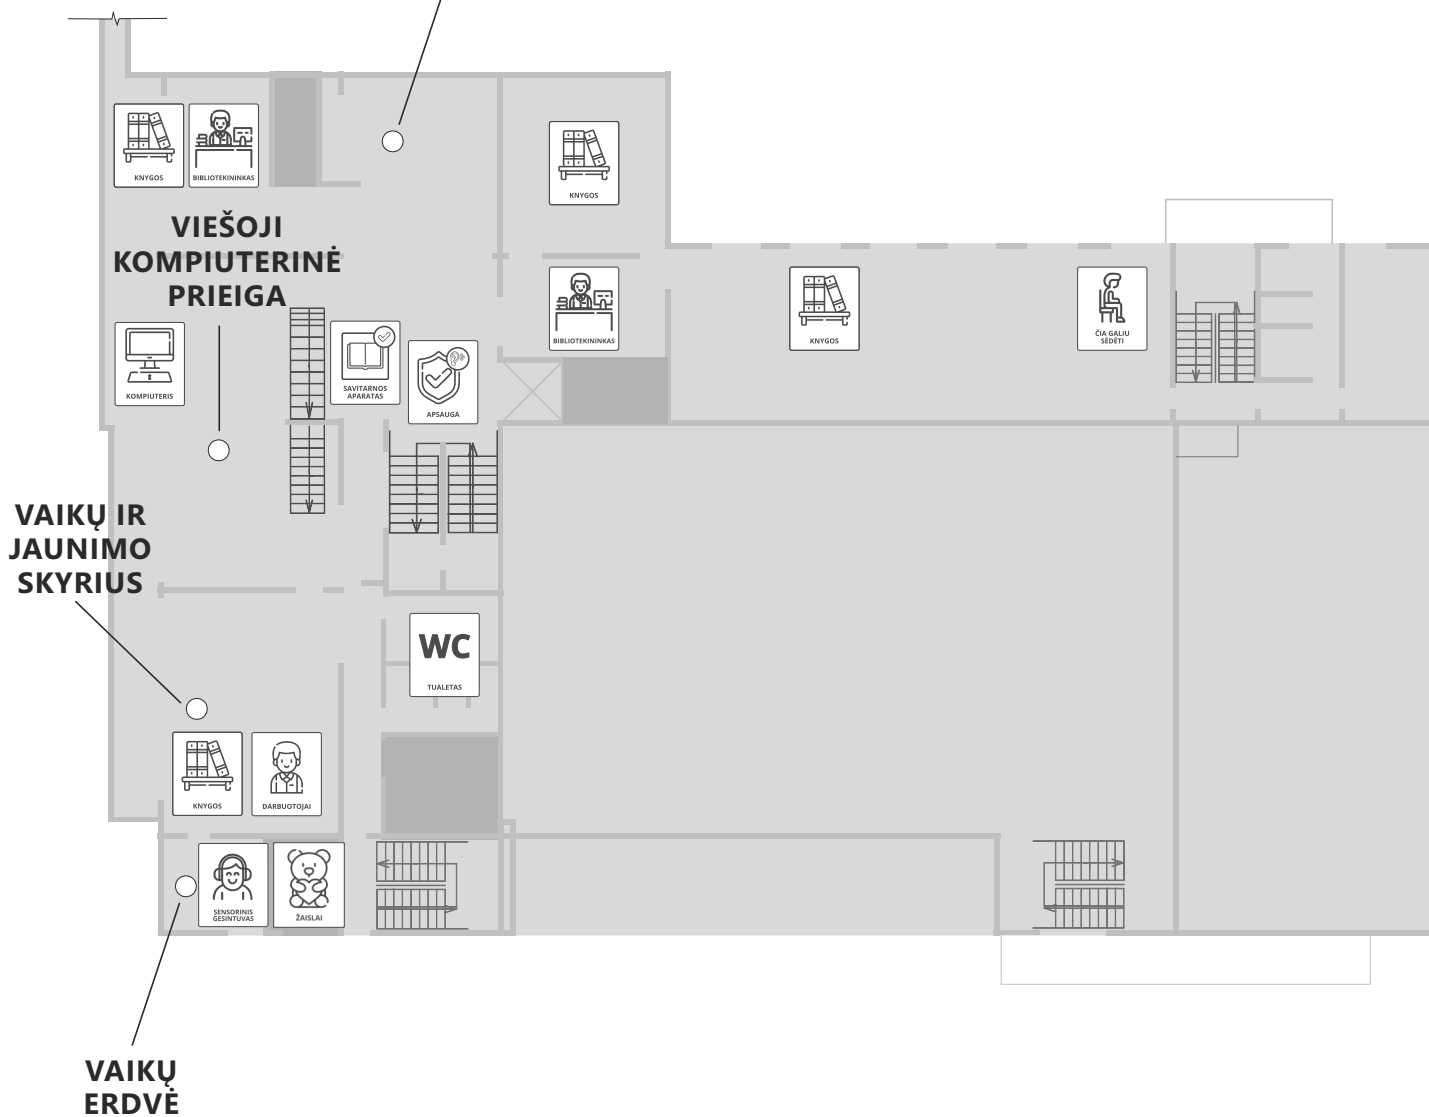 KNYGOS
BIBLIOTEKININKAS
KNYGOS
VIEŠOJI
KOMPIUTERINĖ
PRIEIGA
BIBLIOTEKININKAS
KNYGOS
ČIA GALIU
SĖDĖTI
KOMPIUTERIS
SAVITARNOS
APARATAS
APSAUGA
VAIKŲ IR
JAUNIMO
SKYRIUS
WC
TUALETAS
KNYGOS
DARBUOTOJAI
SENSORINIS
GESINTUVAS
ŽAISLAI
VAIKŲ
ERDVĖ